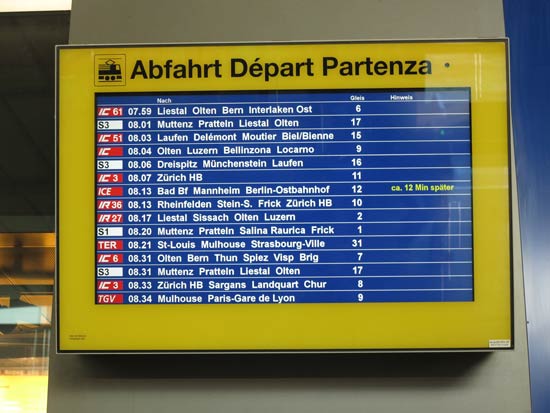 Abfahrt Départ Partenza
Nach Gleis Hinweis
IC 61 07.59 Liestal Olten Bern Interlaken Ost 6
S3 08.01 Muttenz Pratteln Liestal Olten 17
IC 51 08.03 Laufen Delémont Moutier Biel/Bienne 15
IC 08.04 Olten Luzern Bellinzona Locarno 9
S3 08.06 Dreispitz Münchenstein Laufen 16
IC 3 08.07 Zürich HB 11
ICE 08.13 Bad Bf Mannheim Berlin-Ostbahnhof 12 ca. 12 Min später
IR 36 08.13 Rheinfelden Stein-S. Frick Zürich HB 10
IR 27 08.17 Liestal Sissach Olten Luzern 2
S1 08.20 Muttenz Pratteln Salina Raurica Frick 1
TER 08.21 St-Louis Mulhouse Strasbourg-Ville 31
IC 6 08.31 Olten Bern Thun Spiez Visp Brig 7
S3 08.31 Muttenz Pratteln Liestal Olten 17
IC 3 08.33 Zürich HB Sargans Landquart Chur 8
TGV 08.34 Mulhouse Paris-Gare de Lyon 9